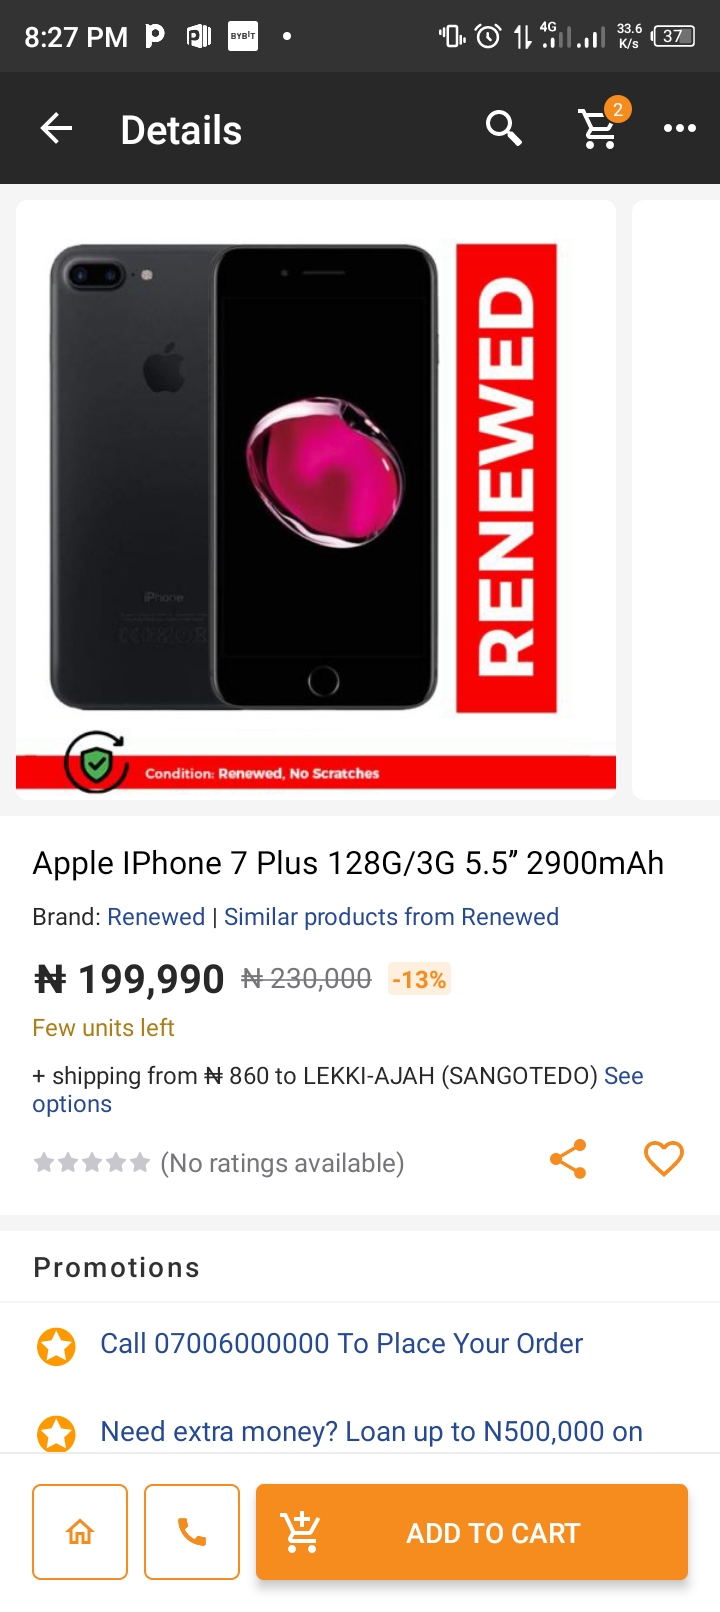 8:27 PM
BYBIT
4G
33.6
K/s
37
Details
2
RENEWED
iPhone
Condition: Renewed, No Scratches
Apple IPhone 7 Plus 128G/3G 5.5” 2900mAh
Brand: Renewed | Similar products from Renewed
₦ 199,990 ₦ 230,000 -13%
Few units left
+ shipping from ₦ 860 to LEKKI-AJAH (SANGOTEDO) See
options
(No ratings available)
Promotions
Call 07006000000 To Place Your Order
Need extra money? Loan up to N500,000 on
ADD TO CART